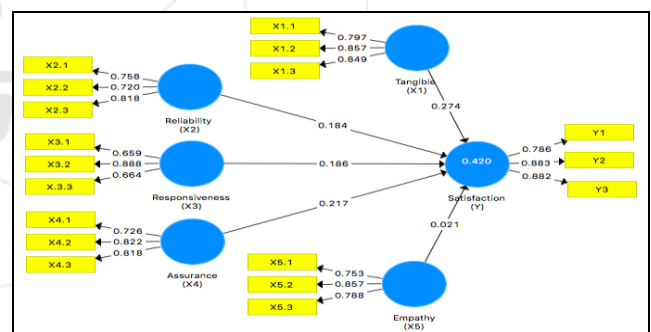 X1.1
0.797
X1.2
0.857
X1.3
0.849
Tangible
(X1)
0.274
X2.1
0.758
X2.2
0.720
X2.3
0.818
Reliability
(X2)
0.184
X3.1
0.659
X3.2
0.888
X.3.3
0.664
Responsiveness
(X3)
0.186
0.420
Satisfaction
(Y)
0.786
Y1
0.883
Y2
0.882
Y3
X4.1
0.726
X4.2
0.822
X4.3
0.818
Assurance
(X4)
0.217
0.021
X5.1
0.753
X5.2
0.857
X5.3
0.788
Empathy
(X5)